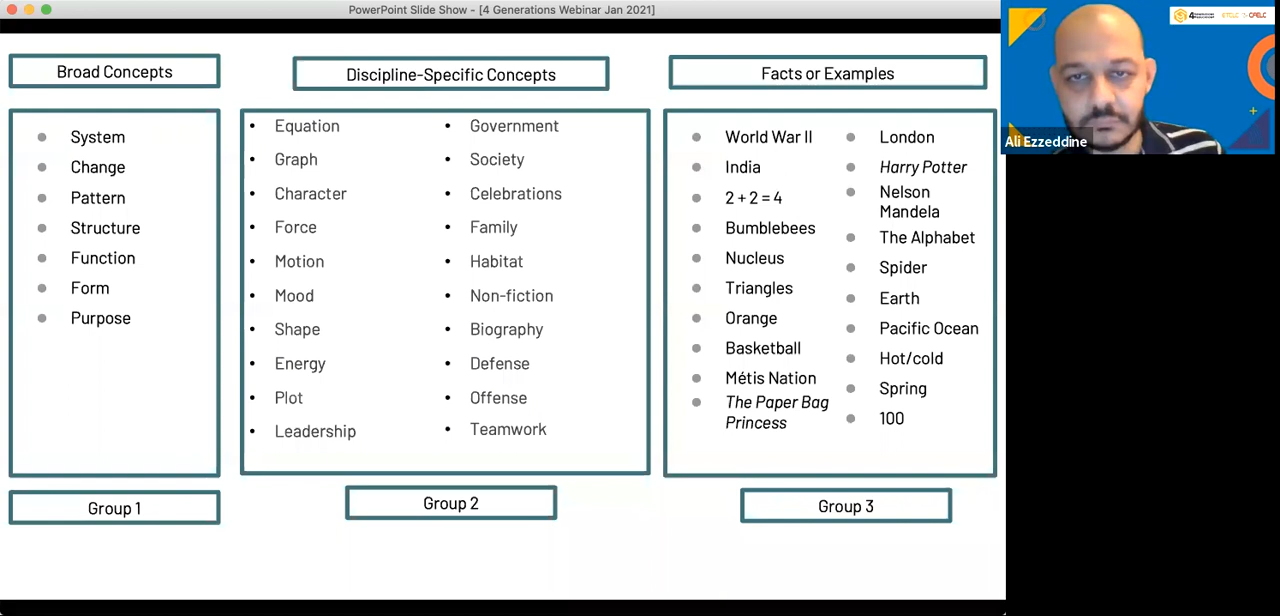 PowerPoint Slide Show - [4 Generations Webinar Jan 2021]
Broad Concepts
Discipline-Specific Concepts
Facts or Examples
System
Change
Pattern
Structure
Function
Form
Purpose
Equation
Graph
Character
Force
Motion
Mood
Shape
Energy
Plot
Leadership
Government
Society
Celebrations
Family
Habitat
Non-fiction
Biography
Defense
Offense
Teamwork
World War II
India
2 + 2 = 4
Bumblebees
Nucleus
Triangles
Orange
Basketball
Métis Nation
The Paper Bag
Princess
London
Harry Potter
Nelson
Mandela
The Alphabet
Spider
Earth
Pacific Ocean
Hot/cold
Spring
100
Group 1
Group 2
Group 3
Ali Ezzeddine